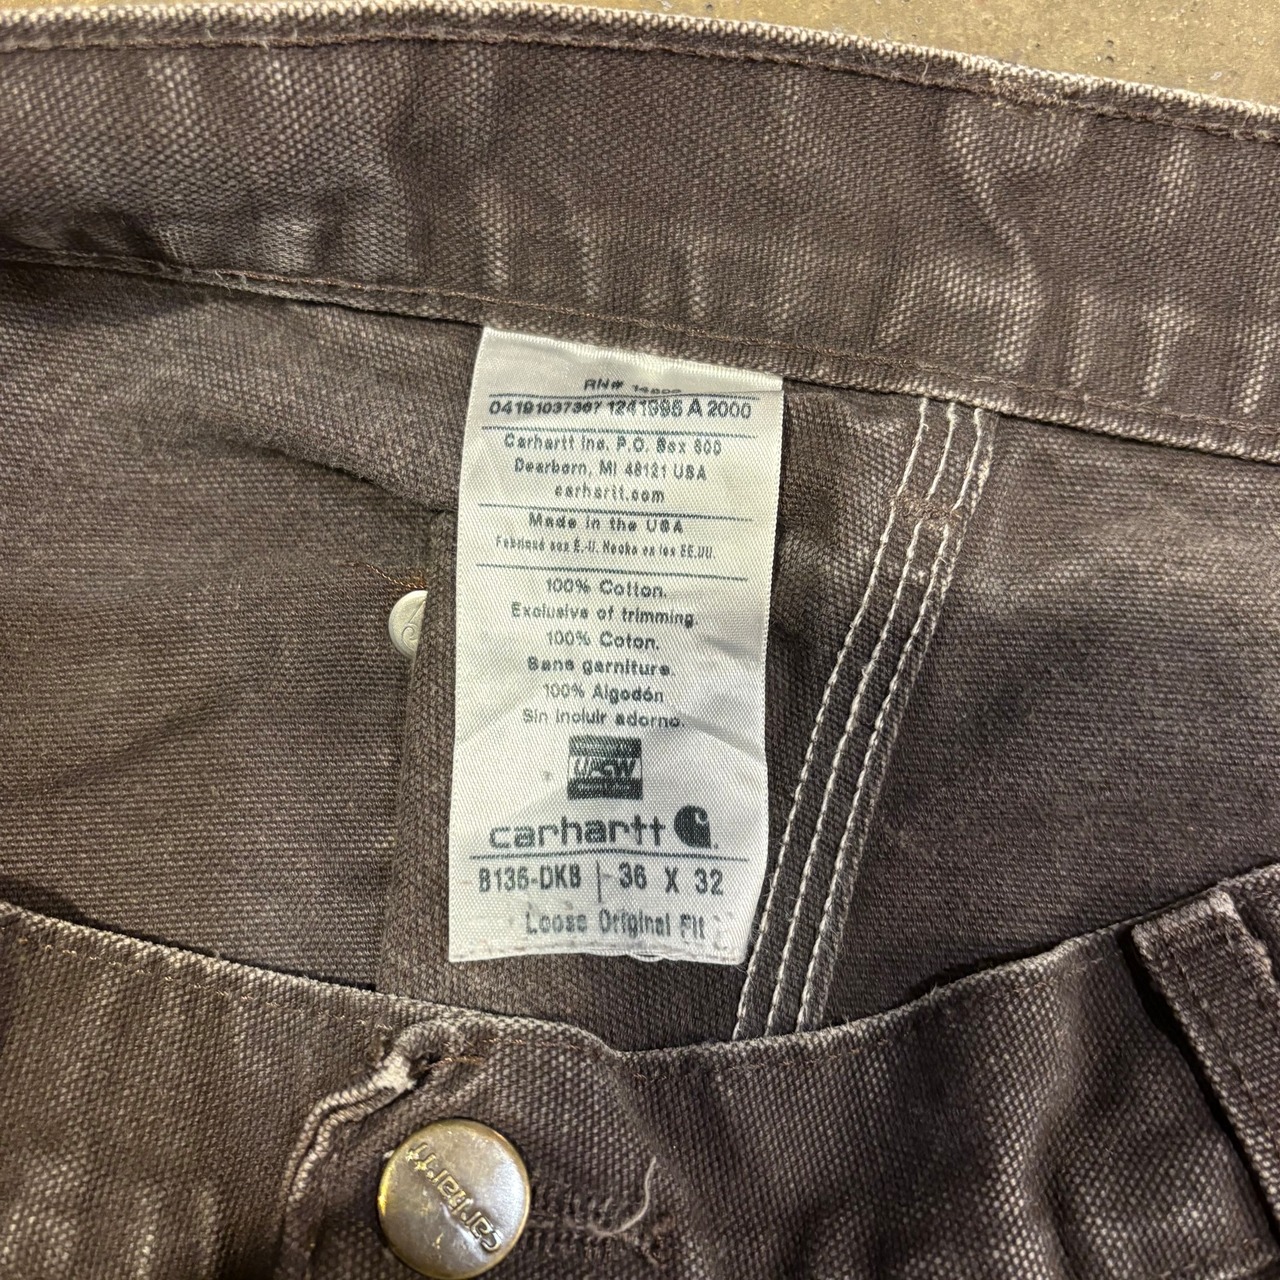 RN# 14806
04191037367 1241995 A 2000
Carhartt Inc. P.O. Box 600
Dearborn, MI 48121 USA
carhartt.com
Made in the USA
Fabriqué aux É.-U. Hecho en los EE.UU.
100% Cotton.
Exclusive of trimming.
100% Coton.
Sans garniture.
100% Algodón
Sin incluir adorno.
UFCW
carhartt
B136-DKB | 36 X 32
Loose Original Fit
carhartt